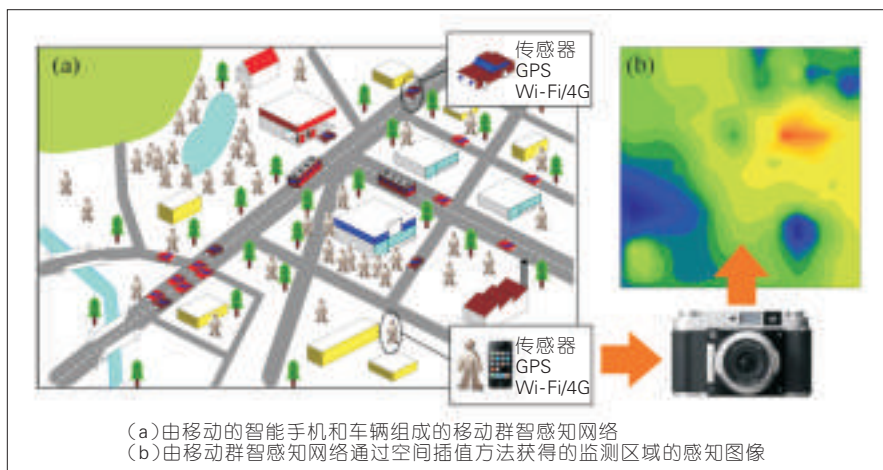 (a)
传感器
GPS
Wi-Fi/4G
(b)
传感器
GPS
Wi-Fi/4G
(a)由移动的智能手机和车辆组成的移动群智感知网络
(b)由移动群智感知网络通过空间插值方法获得的监测区域的感知图像